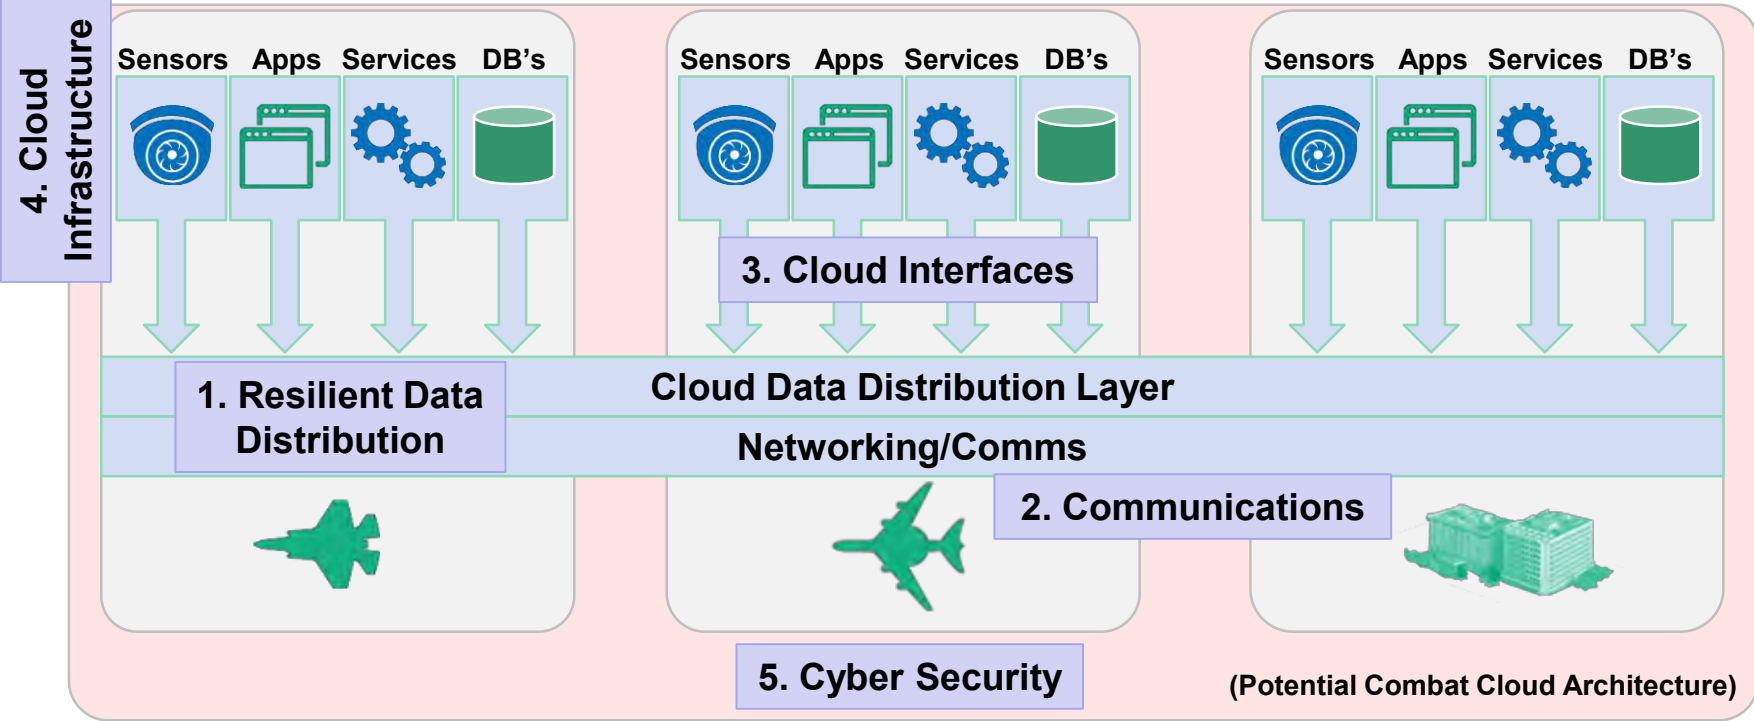 4. Cloud
Infrastructure
Sensors Apps Services DB’s
Sensors Apps Services DB’s
Sensors Apps Services DB’s
3. Cloud Interfaces
1. Resilient Data
Distribution
Cloud Data Distribution Layer
Networking/Comms
2. Communications
5. Cyber Security
(Potential Combat Cloud Architecture)